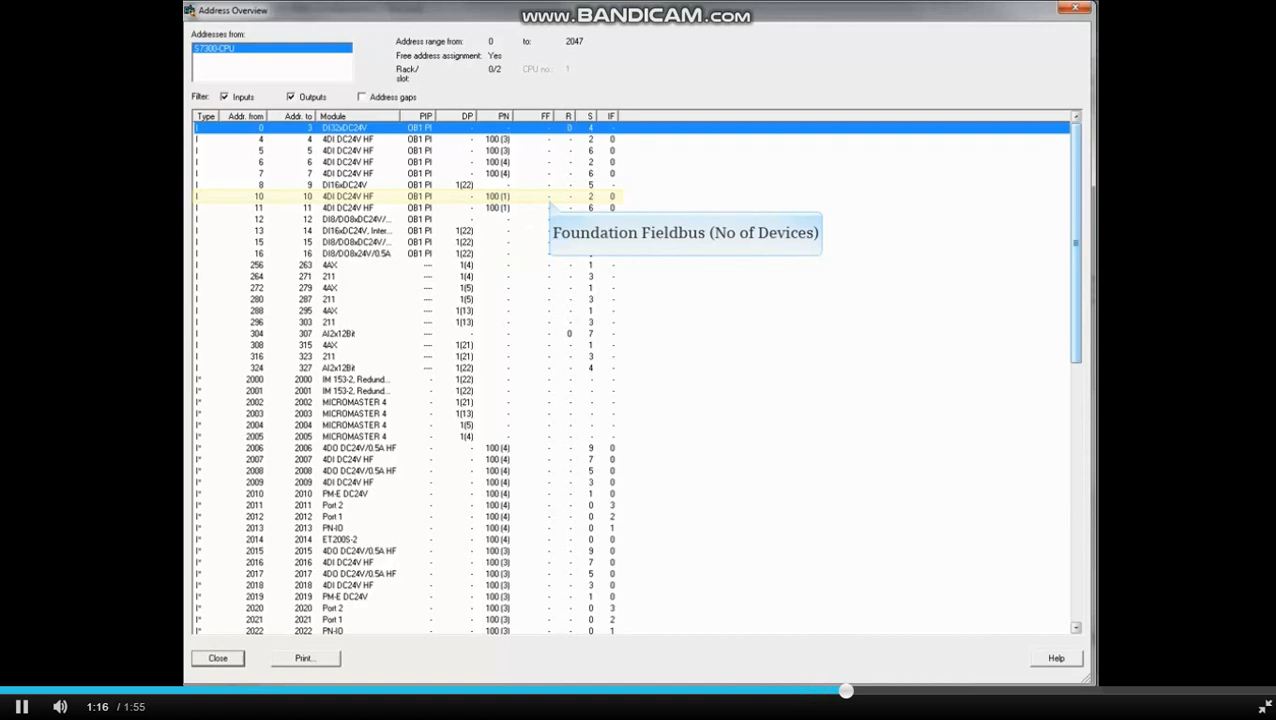 Address Overview
www.BANDICAM.com
Addresses from:
S7300-CPU
Address range from: 0 to: 2047
Free address assignment: Yes
Rack/ slot: 0/2 CPU no.: 1
Filter: Inputs Outputs Address gaps
Type Addr. from Addr. to Module PIP DP PN FF R S IF
I 0 3 DI32xDC24V OB1 PI - - - 0 4 -
I 4 4 4DI DC24V HF OB1 PI - 100 (3) - - 2 0
I 5 5 4DI DC24V HF OB1 PI - 100 (3) - - 6 0
I 6 6 4DI DC24V HF OB1 PI - 100 (4) - - 2 0
I 7 7 4DI DC24V HF OB1 PI - 100 (4) - - 6 0
I 8 9 DI16xDC24V OB1 PI 1(22) - - - 5 -
I 10 10 4DI DC24V HF OB1 PI - 100 (1) - - 2 0
I 11 11 4DI DC24V HF OB1 PI - 100 (1) - - 6 0
I 12 12 DI8/DO8xDC24V/... OB1 PI - -
I 13 14 DI16xDC24V, Inter... OB1 PI 1(22) -
I 15 15 DI8/DO8xDC24V/... OB1 PI 1(22) -
I 16 16 DI8/DO8x24V/0.5A OB1 PI 1(22) -
Foundation Fieldbus (No of Devices)
I 256 263 4AX ---- 1(4) - - - 1 -
I 264 271 211 ---- 1(4) - - - 3 -
I 272 279 4AX ---- 1(5) - - - 1 -
I 280 287 211 ---- 1(5) - - - 3 -
I 288 295 4AX ---- 1(13) - - - 1 -
I 296 303 211 ---- 1(13) - - - 3 -
I 304 307 AI2x12Bit ---- - - - 0 7 -
I 308 315 4AX ---- 1(21) - - - 1 -
I 316 323 211 ---- 1(21) - - - 3 -
I 324 327 AI2x12Bit ---- 1(22) - - - 4 -
I* 2000 2000 IM 153-2, Redund... - 1(22) - - - - -
I* 2001 2001 IM 153-2, Redund... - 1(22) - - - - -
I* 2002 2002 MICROMASTER 4 - 1(21) - - - - -
I* 2003 2003 MICROMASTER 4 - 1(13) - - - - -
I* 2004 2004 MICROMASTER 4 - 1(5) - - - - -
I* 2005 2005 MICROMASTER 4 - 1(4) - - - - -
I* 2006 2006 4DO DC24V/0.5A HF - - 100 (4) - - 9 0
I* 2007 2007 4DI DC24V HF - - 100 (4) - - 7 0
I* 2008 2008 4DO DC24V/0.5A HF - - 100 (4) - - 5 0
I* 2009 2009 4DI DC24V HF - - 100 (4) - - 3 0
I* 2010 2010 PM-E DC24V - - 100 (4) - - 1 0
I* 2011 2011 Port 2 - - 100 (4) - - 0 3
I* 2012 2012 Port 1 - - 100 (4) - - 0 2
I* 2013 2013 PN-IO - - 100 (4) - - 0 1
I* 2014 2014 ET200S-2 - - 100 (4) - - 0 0
I* 2015 2015 4DO DC24V/0.5A HF - - 100 (3) - - 9 0
I* 2016 2016 4DI DC24V HF - - 100 (3) - - 7 0
I* 2017 2017 4DO DC24V/0.5A HF - - 100 (3) - - 5 0
I* 2018 2018 4DI DC24V HF - - 100 (3) - - 3 0
I* 2019 2019 PM-E DC24V - - 100 (3) - - 1 0
I* 2020 2020 Port 2 - - 100 (3) - - 0 3
I* 2021 2021 Port 1 - - 100 (3) - - 0 2
I* 2022 2022 PN-IO - - 100 (3) - - 0 1
Close Print... Help
1:16 / 1:55